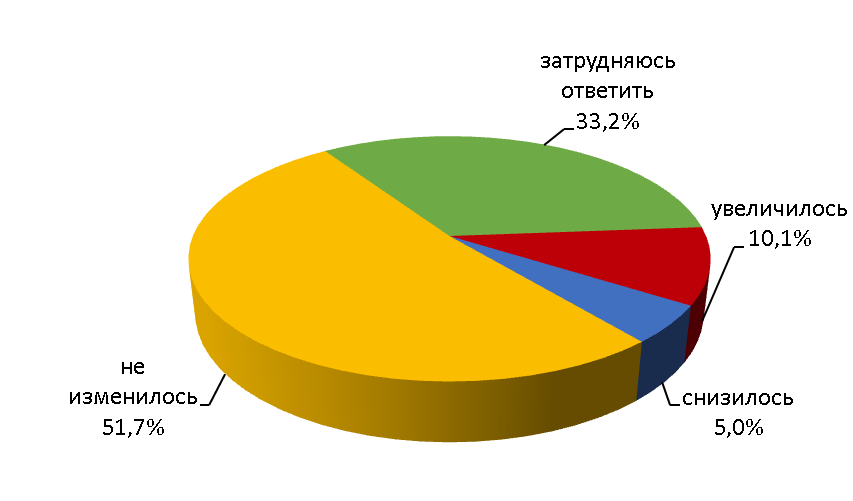 затрудняюсь
ответить
33,2%
увеличилось
10,1%
не
изменилось
51,7%
снизилось
5,0%